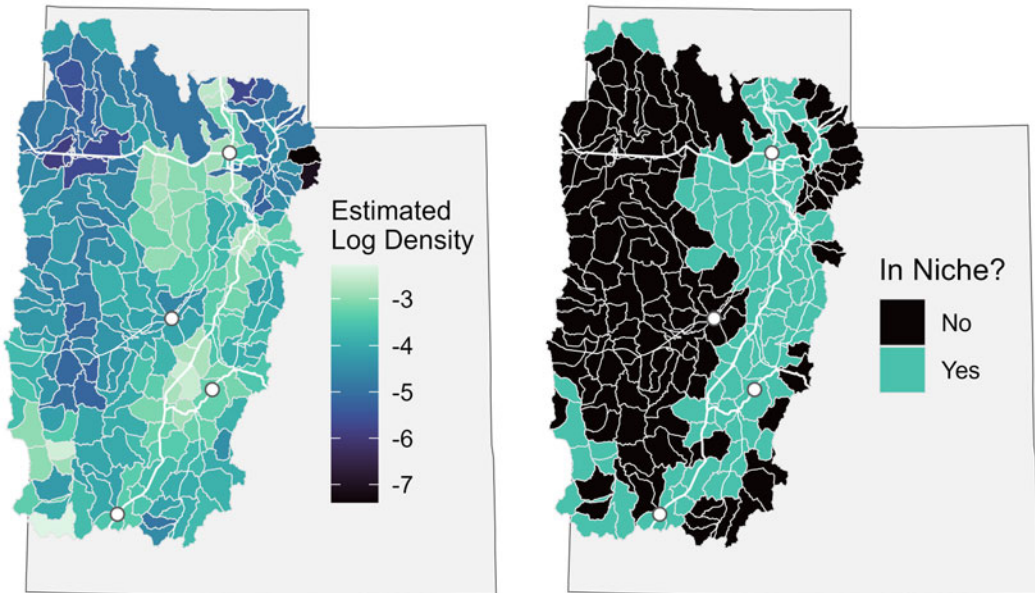 Estimated
Log Density
-3
-4
-5
-6
-7
In Niche?
No
Yes